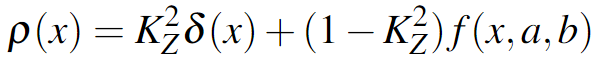 ρ(x) = K_Z^2 δ(x) + (1 − K_Z^2) f(x, a, b)